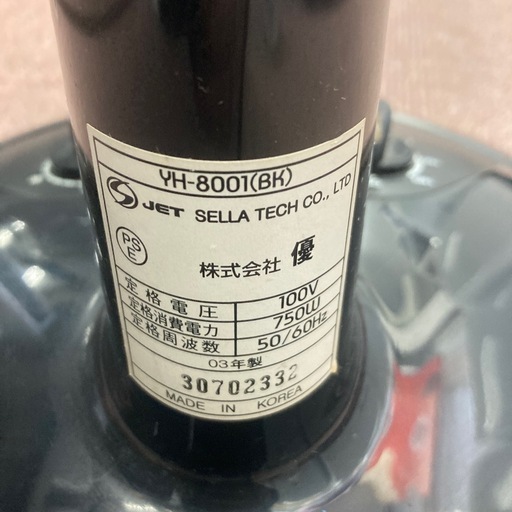 YH-8001(BK)
S JET SELLA TECH CO., LTD
PS
E
株式会社 優
定格電圧 100V
定格消費電力 750W
定格周波数 50/60Hz
03年製
30702332
MADE IN KOREA